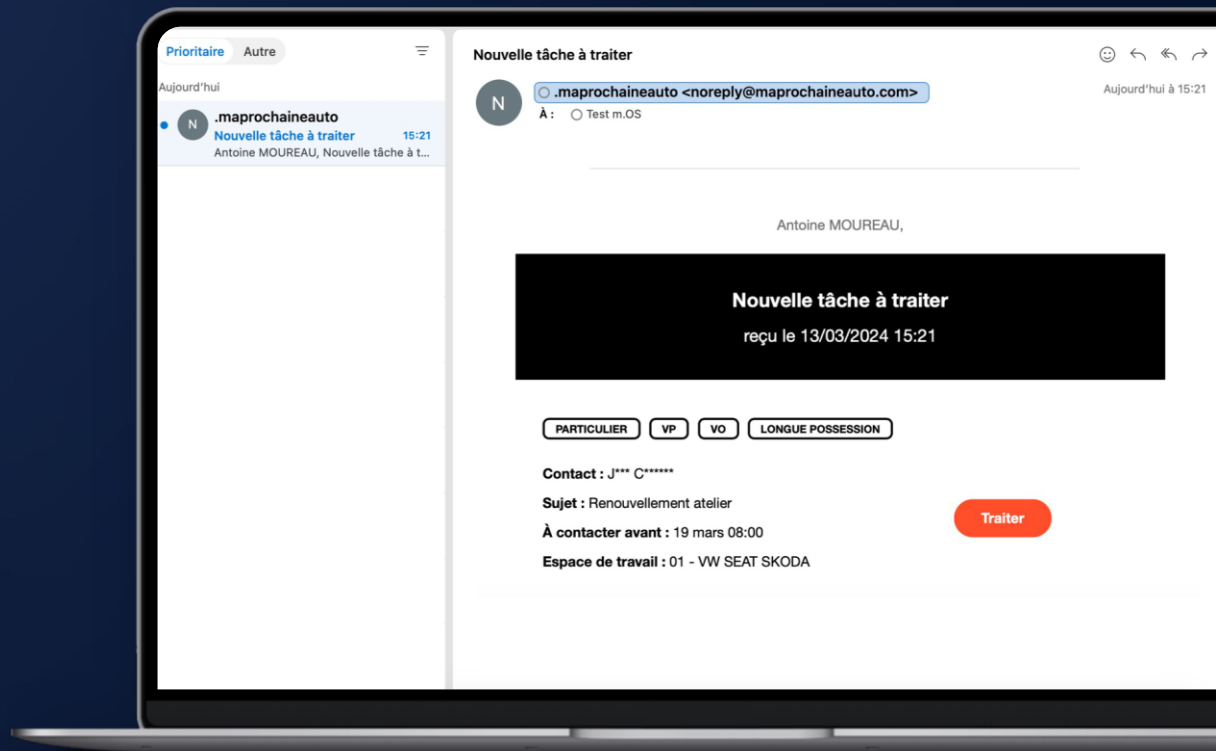 Prioritaire Autre
Aujourd'hui
N
.maprochaineauto
Nouvelle tâche à traiter 15:21
Antoine MOUREAU, Nouvelle tâche à t...
Nouvelle tâche à traiter
N
.maprochaineauto <noreply@maprochaineauto.com>
Aujourd'hui à 15:21
À : Test m.OS
Antoine MOUREAU,
Nouvelle tâche à traiter
reçu le 13/03/2024 15:21
PARTICULIER VP VO LONGUE POSSESSION
Contact : J*** C******
Sujet : Renouvellement atelier
À contacter avant : 19 mars 08:00
Espace de travail : 01 - VW SEAT SKODA
Traiter